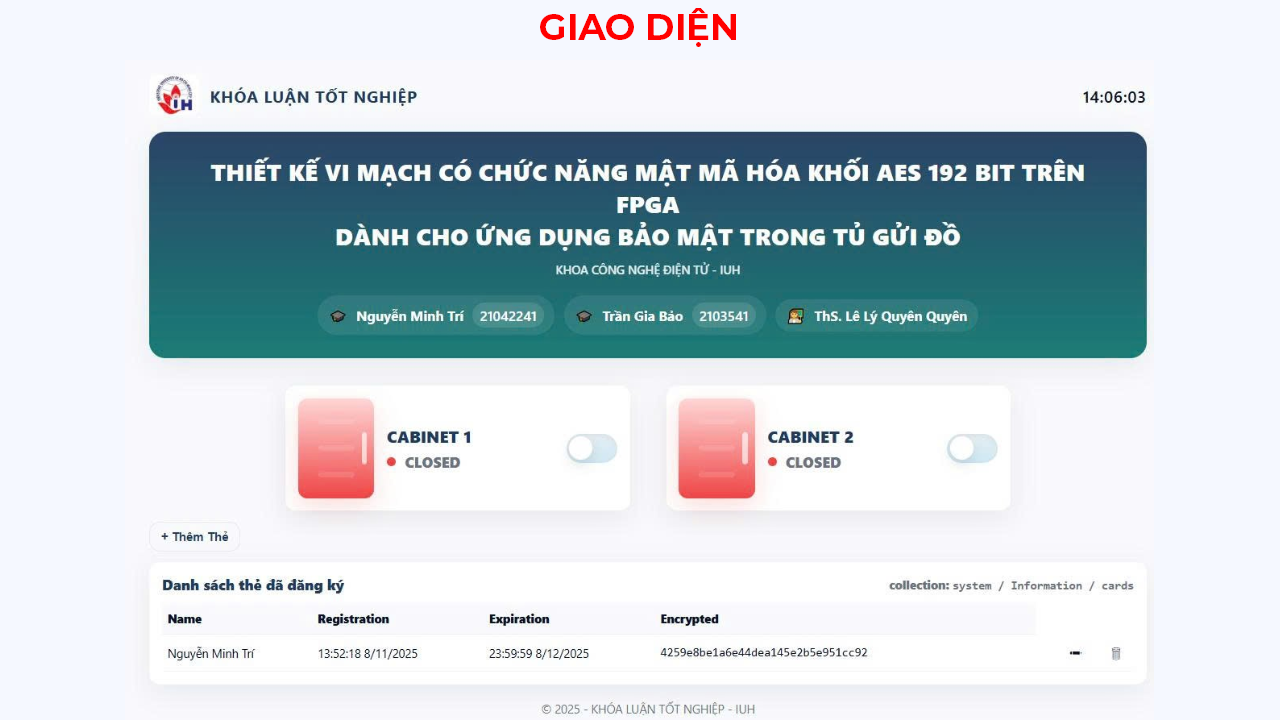 GIAO DIỆN
IUH
KHÓA LUẬN TỐT NGHIỆP
14:06:03
THIẾT KẾ VI MẠCH CÓ CHỨC NĂNG MẬT MÃ HÓA KHỐI AES 192 BIT TRÊN
FPGA
DÀNH CHO ỨNG DỤNG BẢO MẬT TRONG TỦ GỬI ĐỒ
KHOA CÔNG NGHỆ ĐIỆN TỬ - IUH
Nguyễn Minh Trí 21042241 Trần Gia Bảo 2103541 ThS. Lê Lý Quyên Quyên
CABINET 1
CLOSED
CABINET 2
CLOSED
+ Thêm Thẻ
Danh sách thẻ đã đăng ký
collection: system / Information / cards
Name Registration Expiration Encrypted
Nguyễn Minh Trí 13:52:18 8/11/2025 23:59:59 8/12/2025 4259e8be1a6e44dea145e2b5e951cc92
© 2025 - KHÓA LUẬN TỐT NGHIỆP - IUH